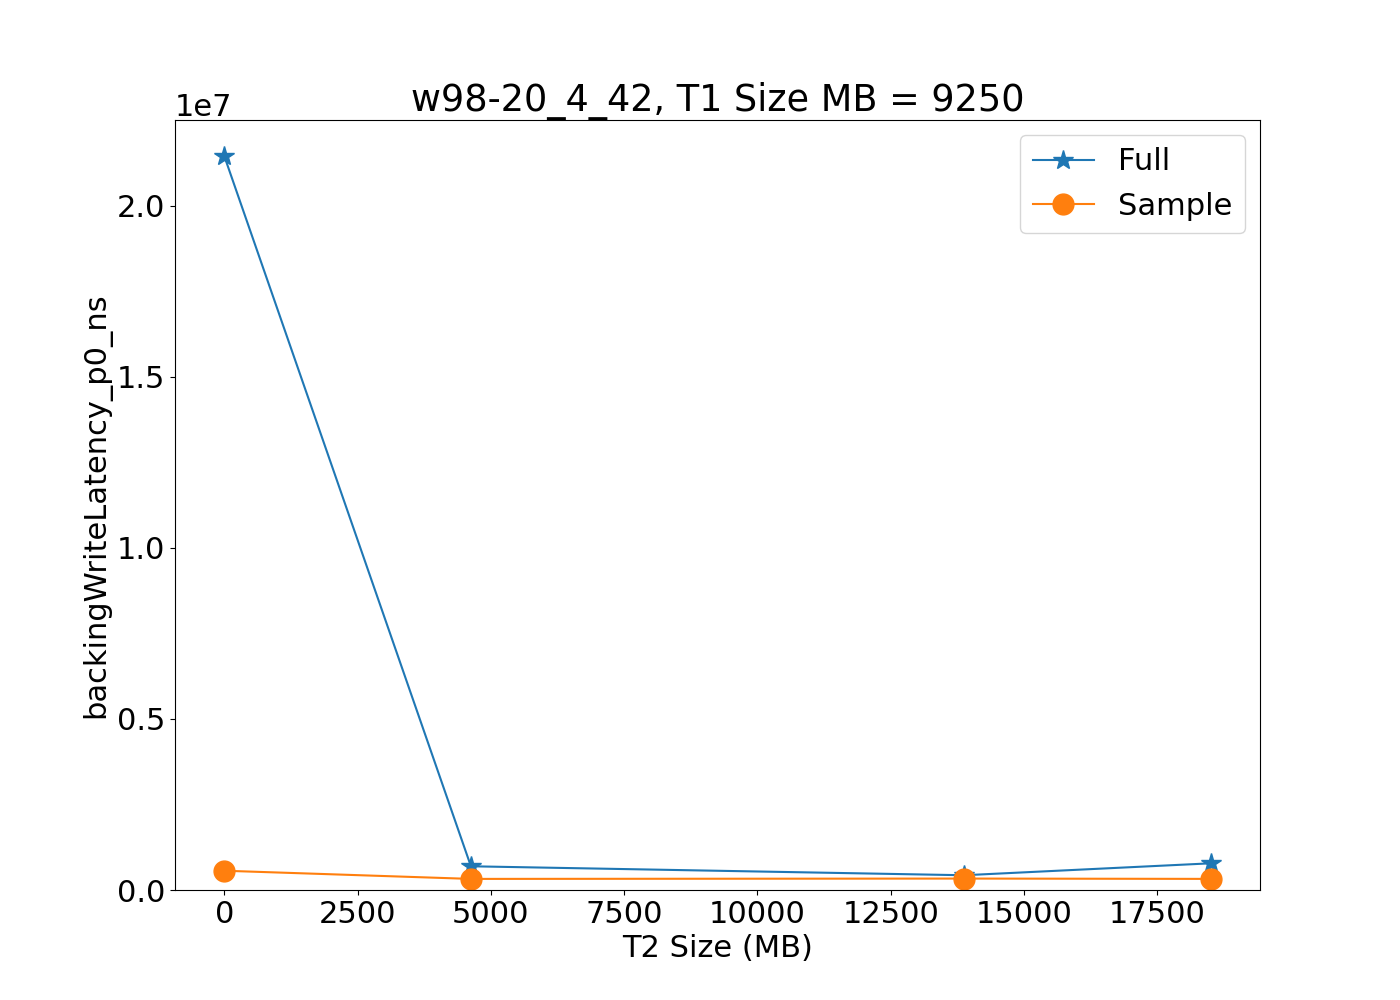 w98-20_4_42, T1 Size MB = 9250
1e7
Full
Sample
2.0
1.5
1.0
0.5
0.0
backingWriteLatency_p0_ns
0 2500 5000 7500 10000 12500 15000 17500
T2 Size (MB)